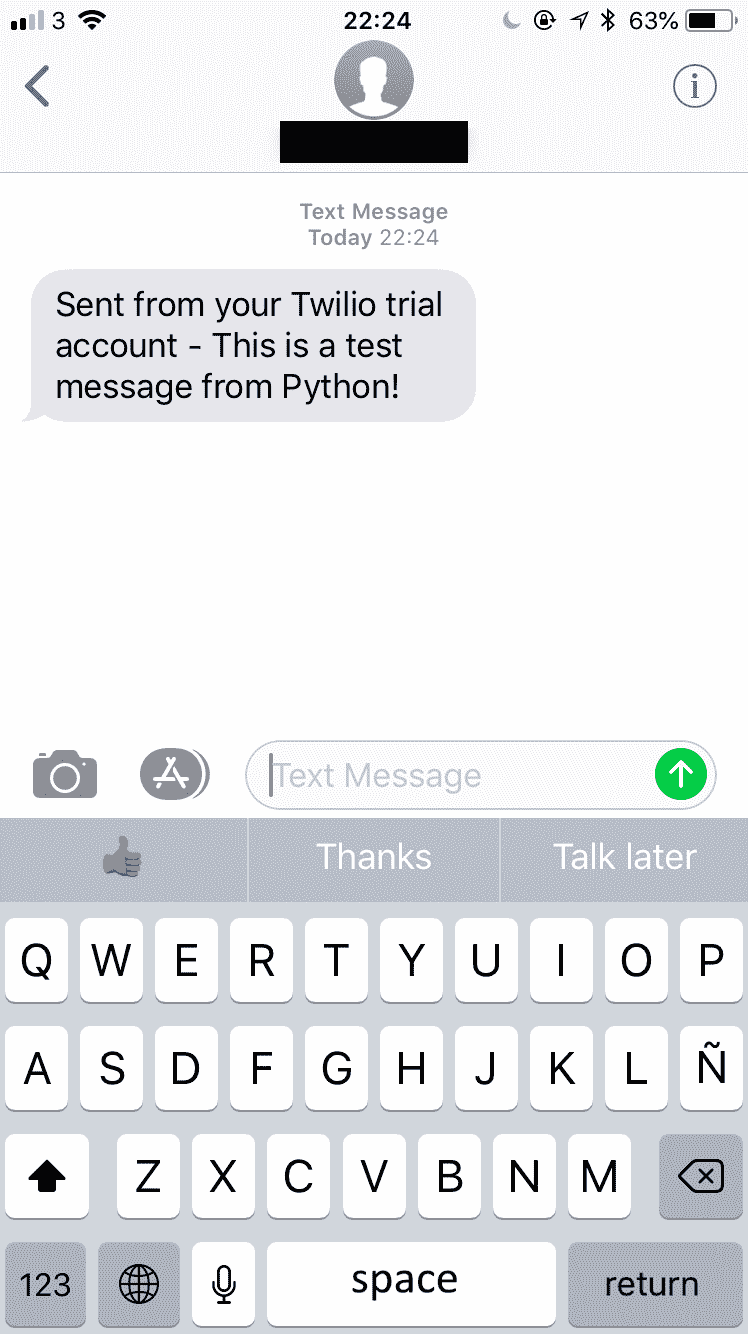 3 22:24 63%
Text Message
Today 22:24
Sent from your Twilio trial
account - This is a test
message from Python!
Text Message
Thanks Talk later
Q W E R T Y U I O P
A S D F G H J K L Ñ
Z X C V B N M
123 space return